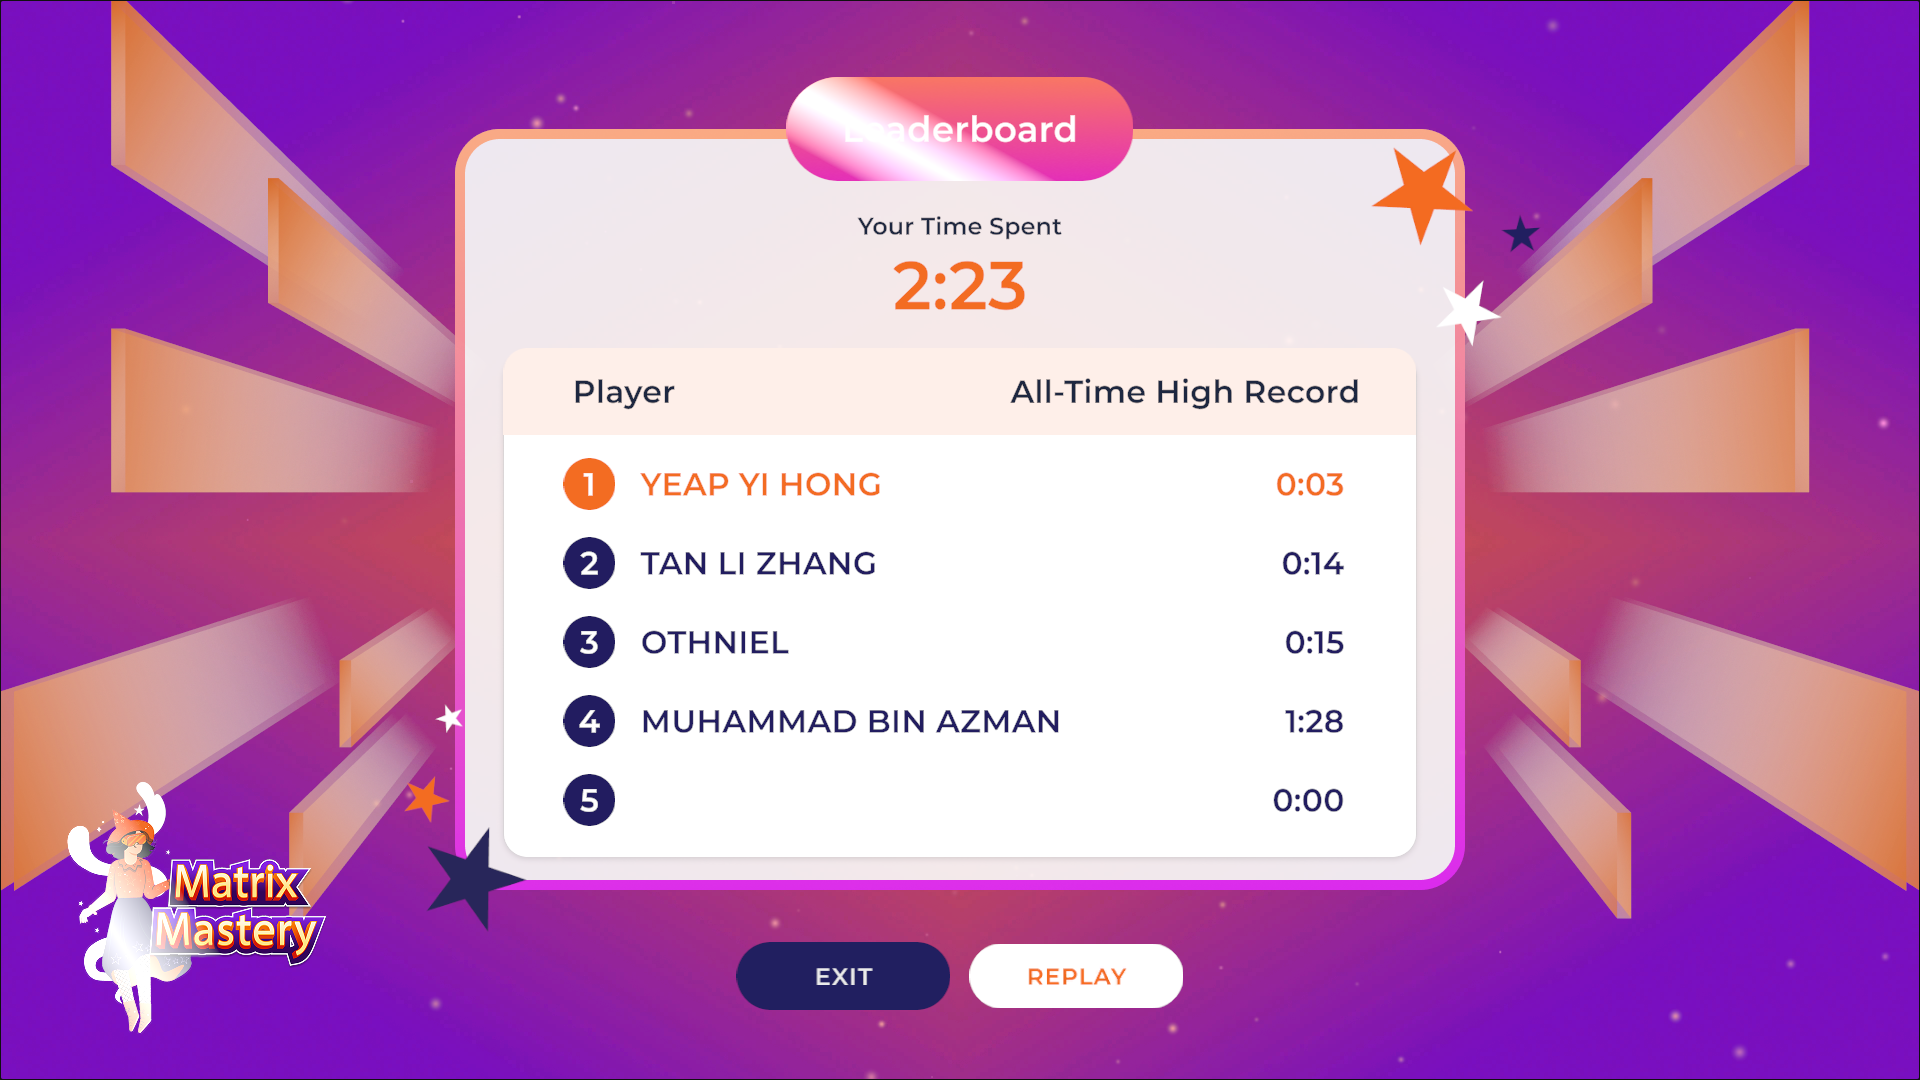 Leaderboard
Your Time Spent
2:23
Player All-Time High Record
1 YEAP YI HONG 0:03
2 TAN LI ZHANG 0:14
3 OTHNIEL 0:15
4 MUHAMMAD BIN AZMAN 1:28
5 0:00
Matrix
Mastery
EXIT REPLAY